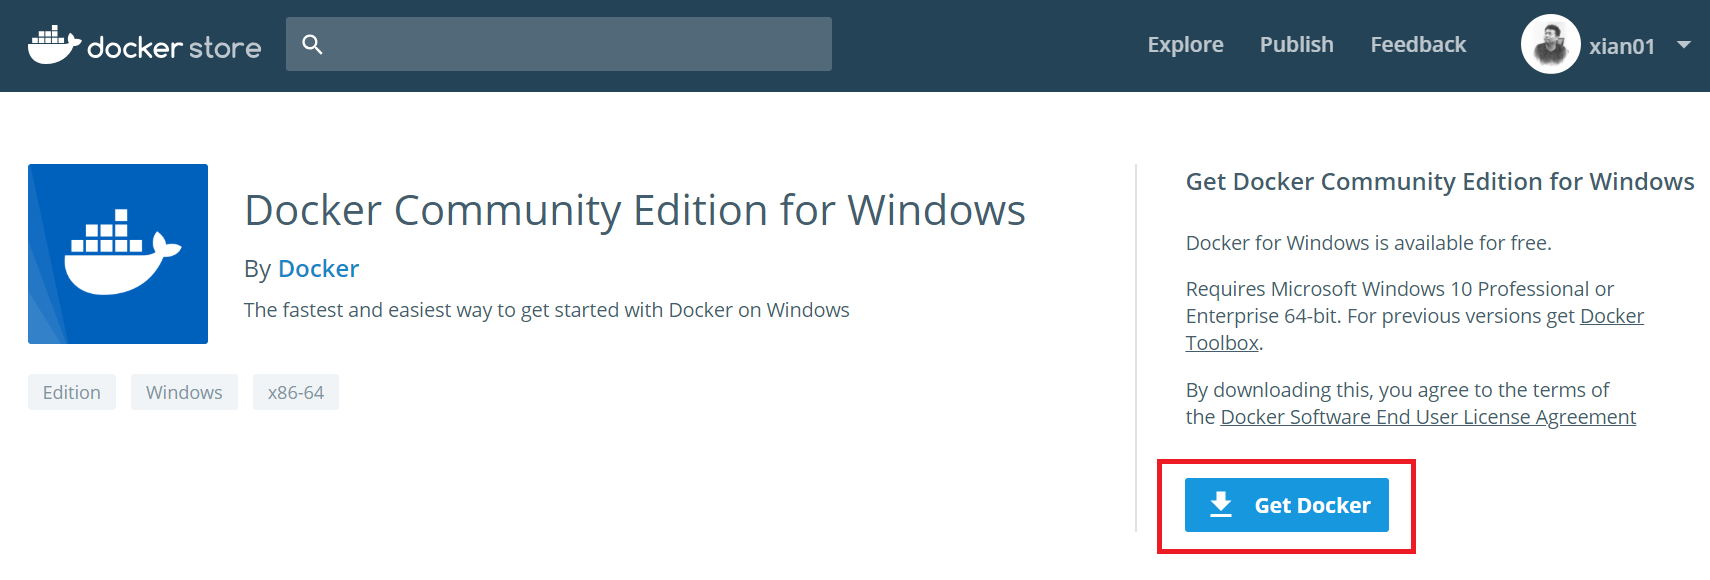 docker store
Explore
Publish
Feedback
xian01
Docker Community Edition for Windows
By Docker
The fastest and easiest way to get started with Docker on Windows
Edition
Windows
x86-64
Get Docker Community Edition for Windows
Docker for Windows is available for free.
Requires Microsoft Windows 10 Professional or
Enterprise 64-bit. For previous versions get Docker
Toolbox.
By downloading this, you agree to the terms of
the Docker Software End User License Agreement
Get Docker